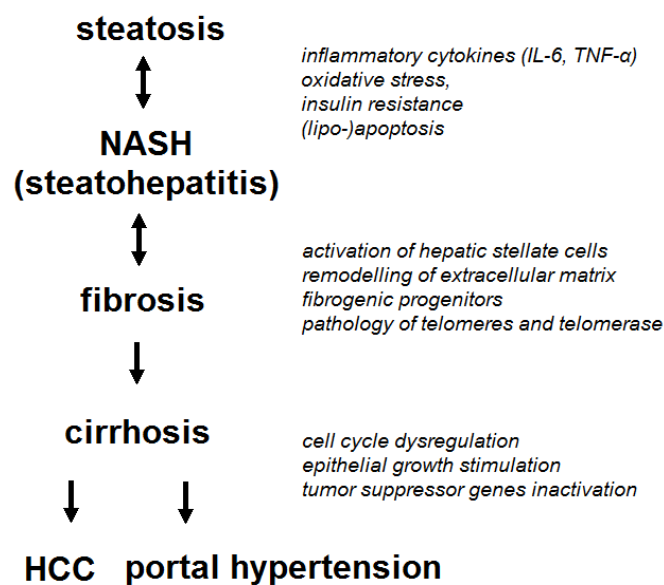 steatosis
inflammatory cytokines (IL-6, TNF-α)
oxidative stress,
insulin resistance
(lipo-)apoptosis
NASH
(steatohepatitis)
activation of hepatic stellate cells
remodelling of extracellular matrix
fibrogenic progenitors
pathology of telomeres and telomerase
fibrosis
cirrhosis
cell cycle dysregulation
epithelial growth stimulation
tumor suppressor genes inactivation
HCC portal hypertension